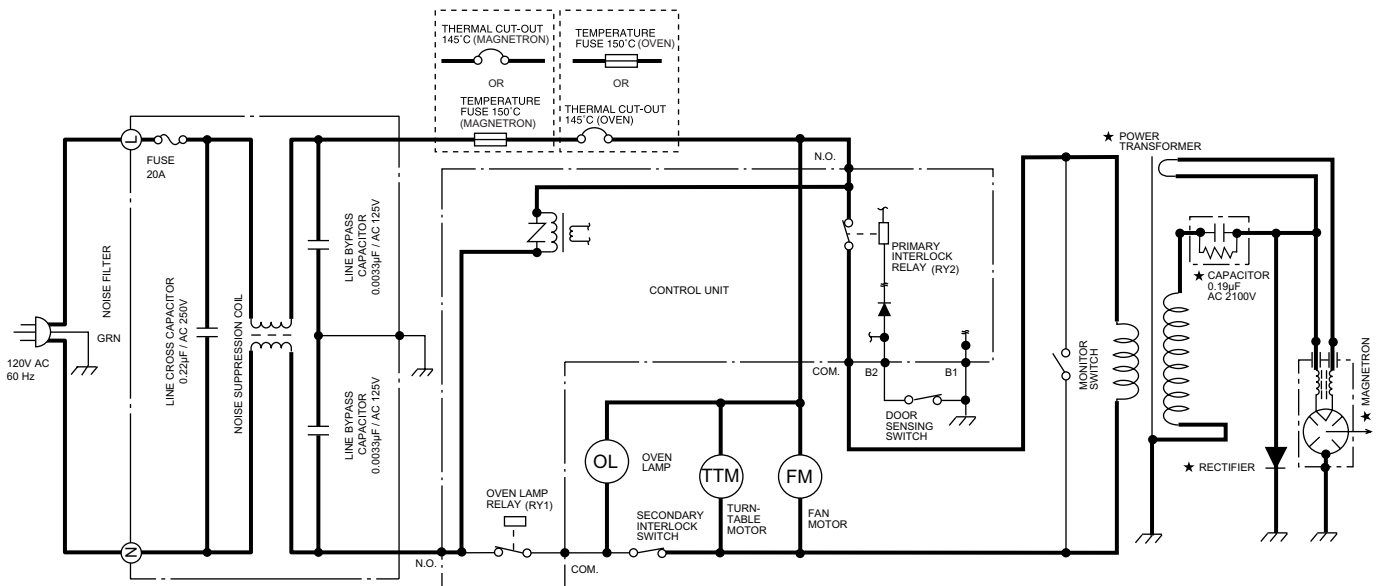 THERMAL CUT-OUT
145˚C (MAGNETRON)
OR
TEMPERATURE
FUSE 150˚C
(MAGNETRON)
TEMPERATURE
FUSE 150˚C (OVEN)
OR
THERMAL CUT-OUT
145˚C (OVEN)
L
FUSE
20A
NOISE FILTER
GRN
120V AC
60 Hz
N
LINE CROSS CAPACITOR
0.22µF / AC 250V
NOISE SUPPRESSION COIL
LINE BYPASS
CAPACITOR
0.0033µF / AC 125V
LINE BYPASS
CAPACITOR
0.0033µF / AC 125V
N.O.
PRIMARY
INTERLOCK
RELAY (RY2)
CONTROL UNIT
COM.
B2
B1
DOOR
SENSING
SWITCH
OL
OVEN
LAMP
TTM
TURN-
TABLE
MOTOR
FM
FAN
MOTOR
OVEN LAMP
RELAY (RY1)
SECONDARY
INTERLOCK
SWITCH
N.O.
COM.
MONITOR
SWITCH
★ POWER
TRANSFORMER
★ CAPACITOR
0.19µF
AC 2100V
★ RECTIFIER
★ MAGNETRON